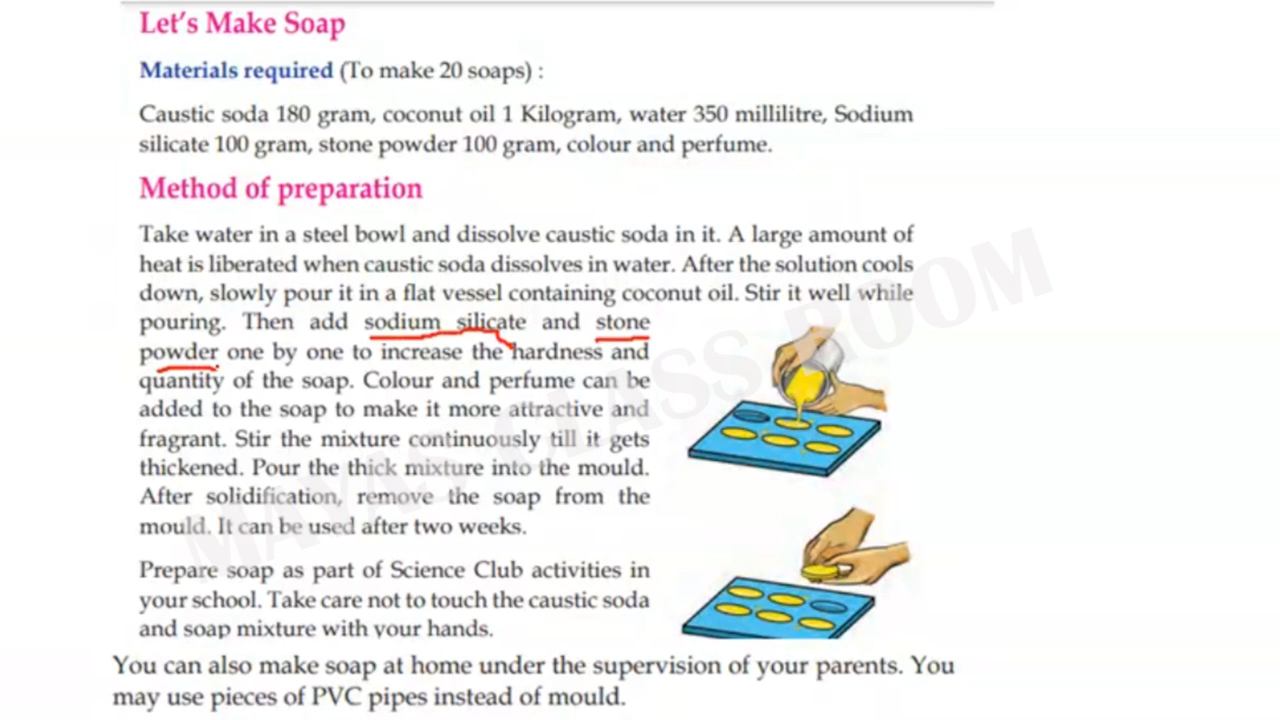 Let's Make Soap
Materials required (To make 20 soaps) :
Caustic soda 180 gram, coconut oil 1 Kilogram, water 350 millilitre, Sodium
silicate 100 gram, stone powder 100 gram, colour and perfume.
Method of preparation
Take water in a steel bowl and dissolve caustic soda in it. A large amount of
heat is liberated when caustic soda dissolves in water. After the solution cools
down, slowly pour it in a flat vessel containing coconut oil. Stir it well while
pouring. Then add sodium silicate and stone
powder one by one to increase the hardness and
quantity of the soap. Colour and perfume can be
added to the soap to make it more attractive and
fragrant. Stir the mixture continuously till it gets
thickened. Pour the thick mixture into the mould.
After solidification, remove the soap from the
mould. It can be used after two weeks.
Prepare soap as part of Science Club activities in
your school. Take care not to touch the caustic soda
and soap mixture with your hands.
You can also make soap at home under the supervision of your parents. You
may use pieces of PVC pipes instead of mould.
MAYAS CLASS ROOM